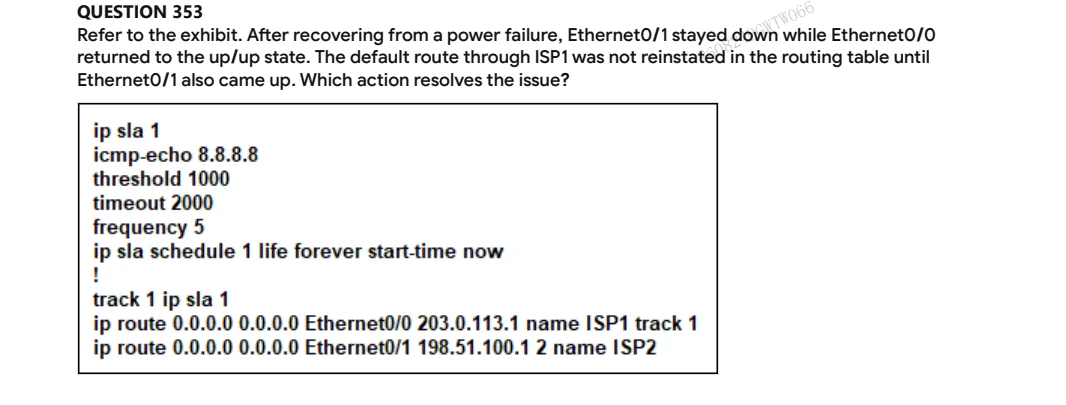 QUESTION 353
Refer to the exhibit. After recovering from a power failure, Ethernet0/1 stayed down while Ethernet0/0
returned to the up/up state. The default route through ISP1 was not reinstated in the routing table until
Ethernet0/1 also came up. Which action resolves the issue?
ip sla 1
icmp-echo 8.8.8.8
threshold 1000
timeout 2000
frequency 5
ip sla schedule 1 life forever start-time now
!
track 1 ip sla 1
ip route 0.0.0.0 0.0.0.0 Ethernet0/0 203.0.113.1 name ISP1 track 1
ip route 0.0.0.0 0.0.0.0 Ethernet0/1 198.51.100.1 2 name ISP2